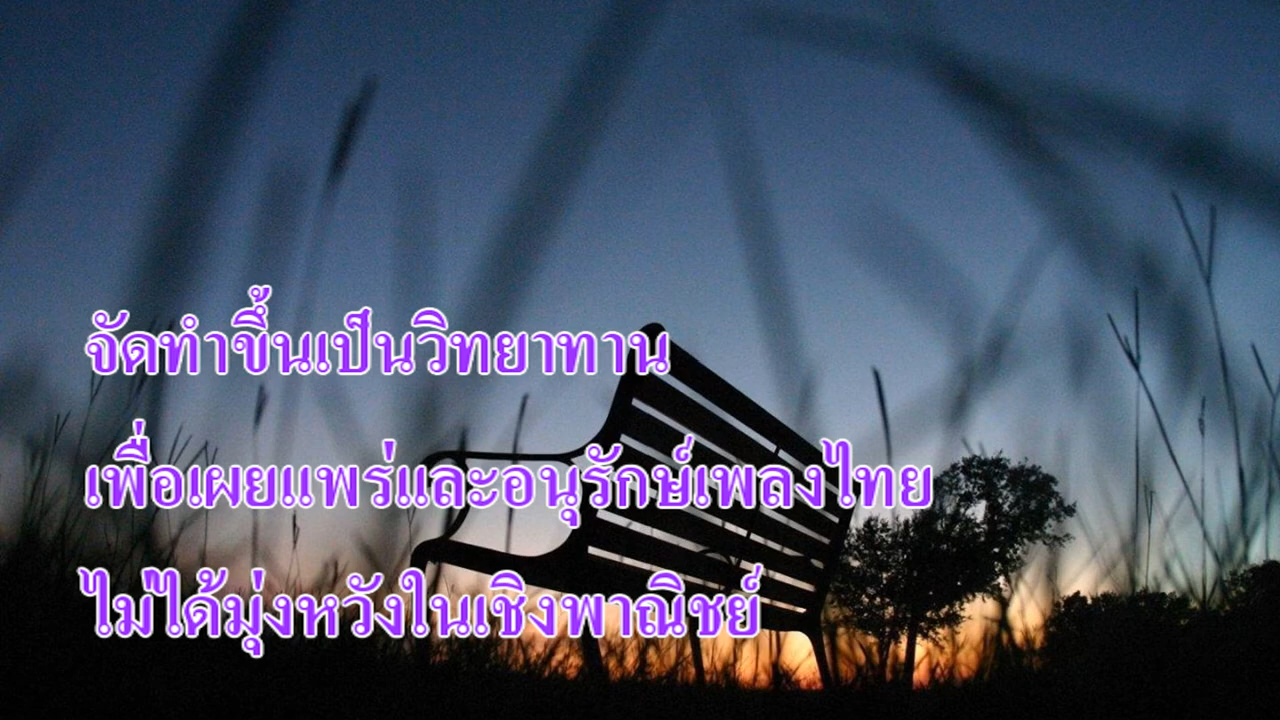 จัดทำขึ้นเป็นวิทยาทาน
เพื่อเผยแพร่และอนุรักษ์เพลงไทย
ไม่ได้มุ่งหวังในเชิงพาณิชย์